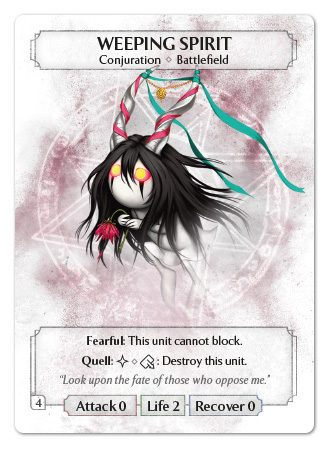 WEEPING SPIRIT
Conjuration ◇ Battlefield
Fearful: This unit cannot block.
Quell: ◇ : Destroy this unit.
"Look upon the fate of those who oppose me."
4 Attack 0 Life 2 Recover 0